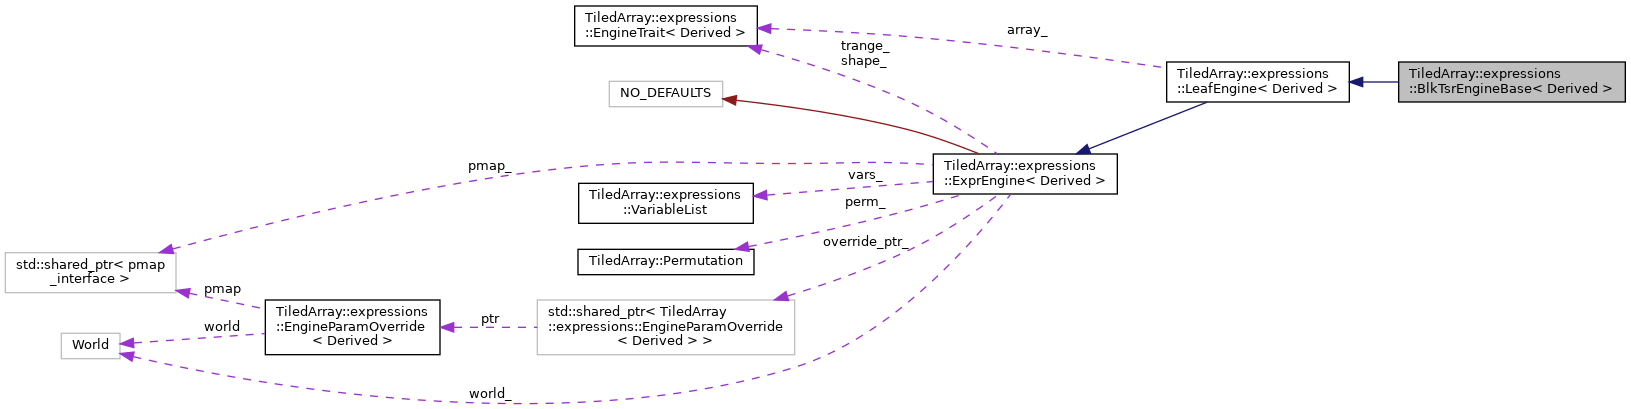 TiledArray::expressions
::EngineTrait< Derived >
array_
trange_
shape_
TiledArray::expressions
::LeafEngine< Derived >
TiledArray::expressions
::BlkTsrEngineBase< Derived >
NO_DEFAULTS
pmap_
TiledArray::expressions
::ExprEngine< Derived >
vars_
TiledArray::expressions
::VariableList
perm_
override_ptr_
TiledArray::Permutation
std::shared_ptr< pmap
_interface >
pmap
TiledArray::expressions
::EngineParamOverride
< Derived >
ptr
std::shared_ptr< TiledArray
::expressions::EngineParamOverride
< Derived > >
world
World
world_